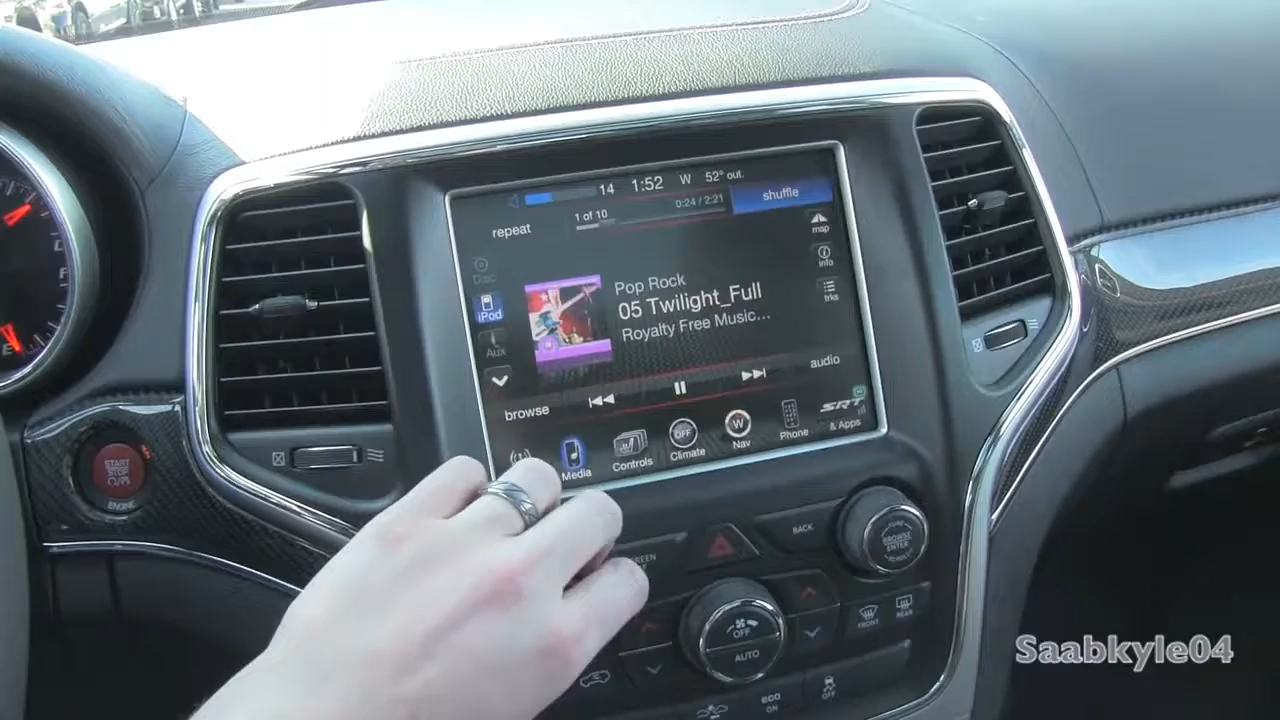 14 1:52 W 52° out.
repeat 1 of 10 0:24 / 2:21 shuffle
map
Disc
info
iPod
Pop Rock
05 Twilight_Full
Royalty Free Music...
trks
Aux
browse
audio
Media
Controls
OFF
Climate
W
Nav
Phone
SRT
& Apps
START
STOP
ENGINE
BACK
BROWSE
ENTER
OFF
AUTO
FRONT
REAR
eco
ON
OFF
F
E
Saabkyle04